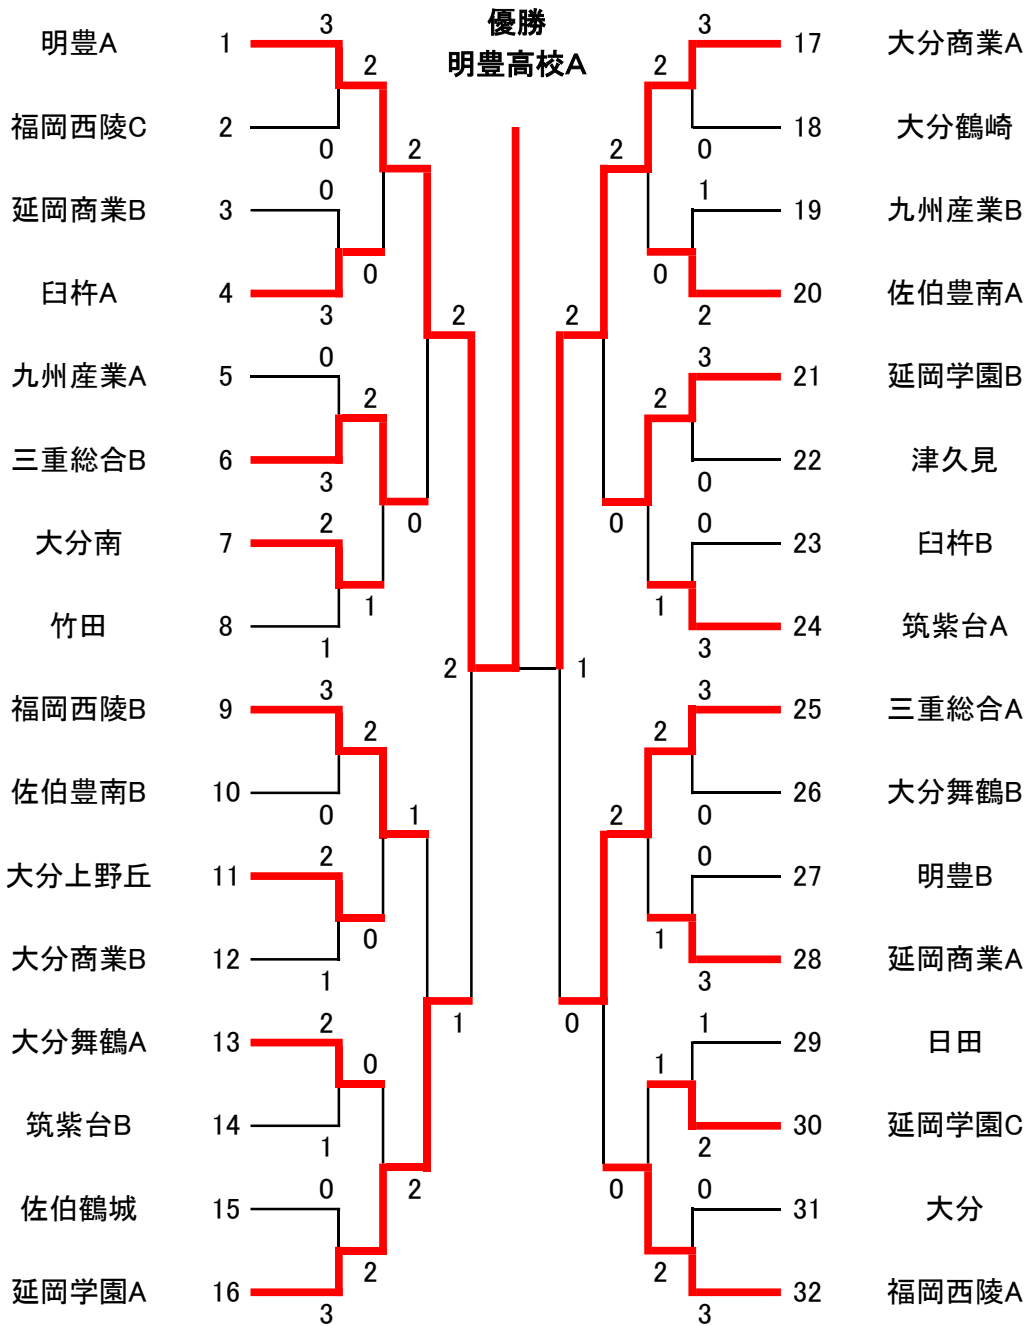 優勝
明豊高校A
3
明豊A 1
2
福岡西陵C 2
0
2
0
延岡商業B 3
0
臼杵A 4
3
2
0
九州産業A 5
2
三重総合B 6
3
0
2
大分南 7
1
竹田 8
1
2
3
福岡西陵B 9
2
佐伯豊南B 10
0
1
2
大分上野丘 11
0
大分商業B 12
1
1
2
大分舞鶴A 13
0
筑紫台B 14
1
2
0
佐伯鶴城 15
2
延岡学園A 16
3
3
17 大分商業A
2
18 大分鶴崎
0
2
1
19 九州産業B
0
20 佐伯豊南A
2
2
3
21 延岡学園B
2
22 津久見
0
0
0
23 臼杵B
1
24 筑紫台A
3
1
3
25 三重総合A
2
26 大分舞鶴B
0
2
0
27 明豊B
1
28 延岡商業A
3
0
1
29 日田
1
30 延岡学園C
2
0
0
31 大分
2
32 福岡西陵A
3